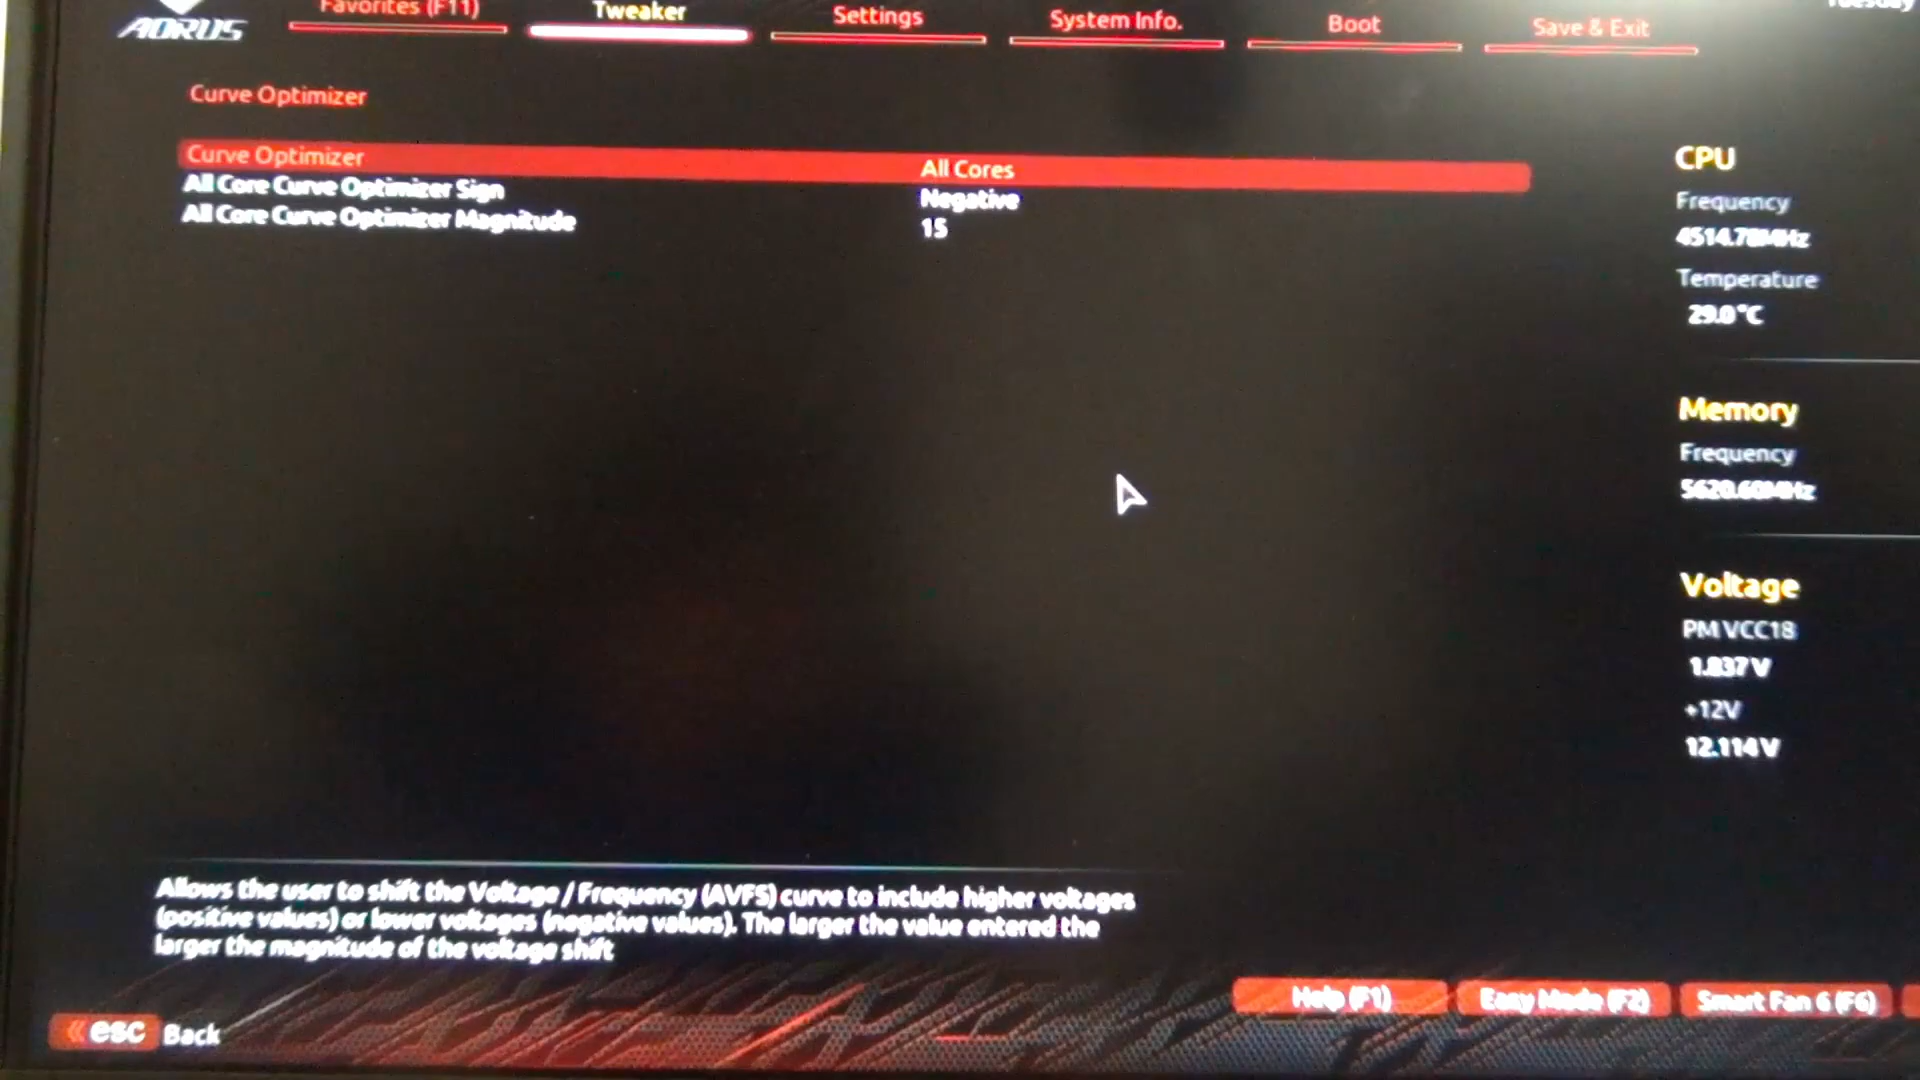 AORUS
Favorites (F11)
Tweaker
Settings
System Info.
Boot
Save & Exit
Curve Optimizer
Curve Optimizer All Cores
All Core Curve Optimizer Sign Negative
All Core Curve Optimizer Magnitude 15
CPU
Frequency
4514.78MHz
Temperature
29.0°C
Memory
Frequency
5620.60MHz
Voltage
PM VCC18
1.837 V
+12V
12.114 V
Allows the user to shift the Voltage / Frequency (AVFS) curve to include higher voltages
(positive values) or lower voltages (negative values). The larger the value entered the
larger the magnitude of the voltage shift
Help (F1)
Easy Mode (F2)
Smart Fan 6 (F6)
esc Back